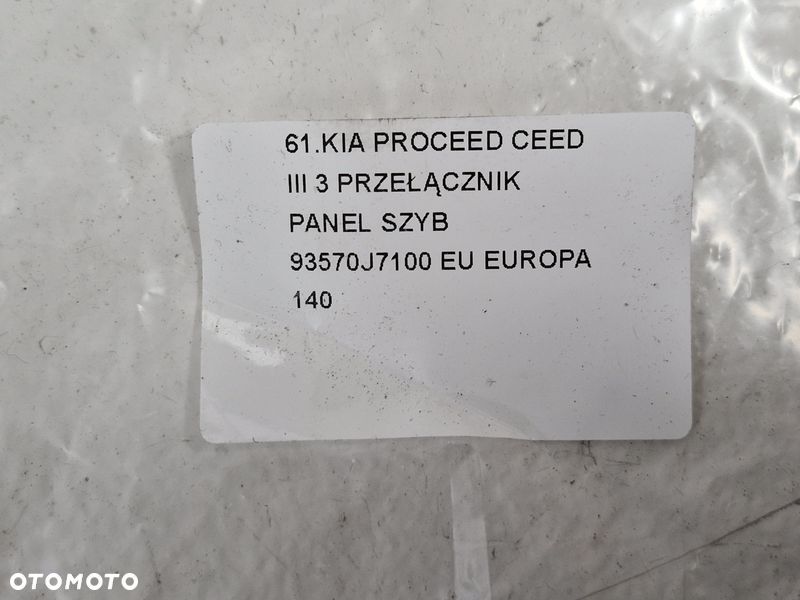 61.KIA PROCEED CEED
III 3 PRZEŁĄCZNIK
PANEL SZYB
93570J7100 EU EUROPA
140
OTOMOTO